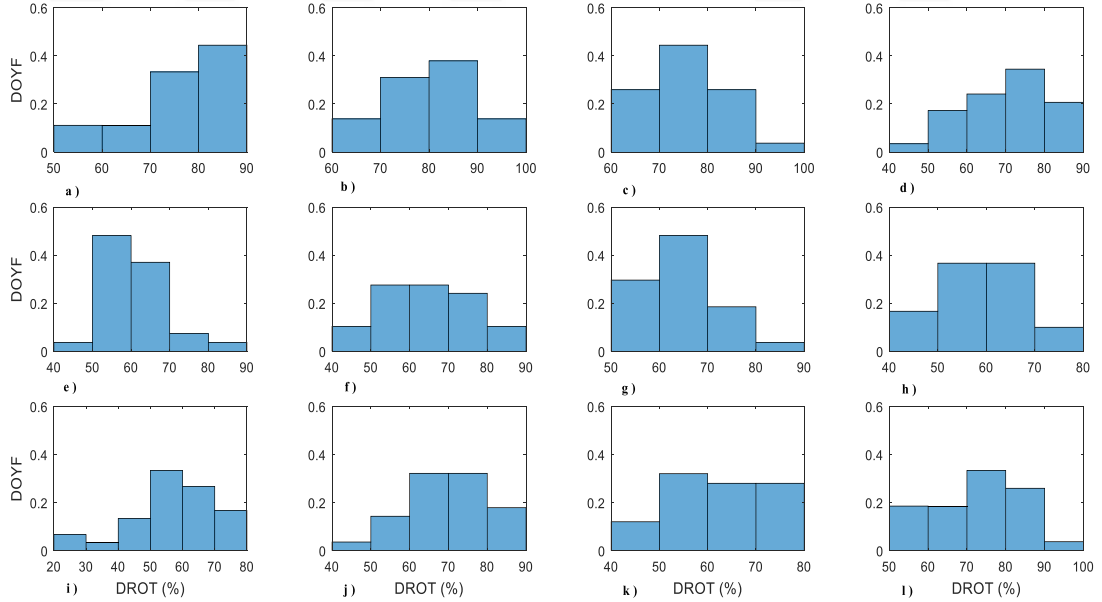 0.6 0.6 0.6 0.6
DOYF 0.4 0.4 0.4 0.4
0.2 0.2 0.2 0.2
0 0 0 0
50 60 70 80 90 60 70 80 90 100 60 70 80 90 100 40 50 60 70 80 90
a ) b ) c ) d )
0.6 0.6 0.6 0.6
DOYF 0.4 0.4 0.4 0.4
0.2 0.2 0.2 0.2
0 0 0 0
40 50 60 70 80 90 40 50 60 70 80 90 50 60 70 80 90 40 50 60 70 80
e ) f ) g ) h )
0.6 0.6 0.6 0.6
DOYF 0.4 0.4 0.4 0.4
0.2 0.2 0.2 0.2
0 0 0 0
20 30 40 50 60 70 80 40 50 60 70 80 90 40 50 60 70 80 50 60 70 80 90 100
i ) DROT (%) j ) DROT (%) k ) DROT (%) l ) DROT (%)